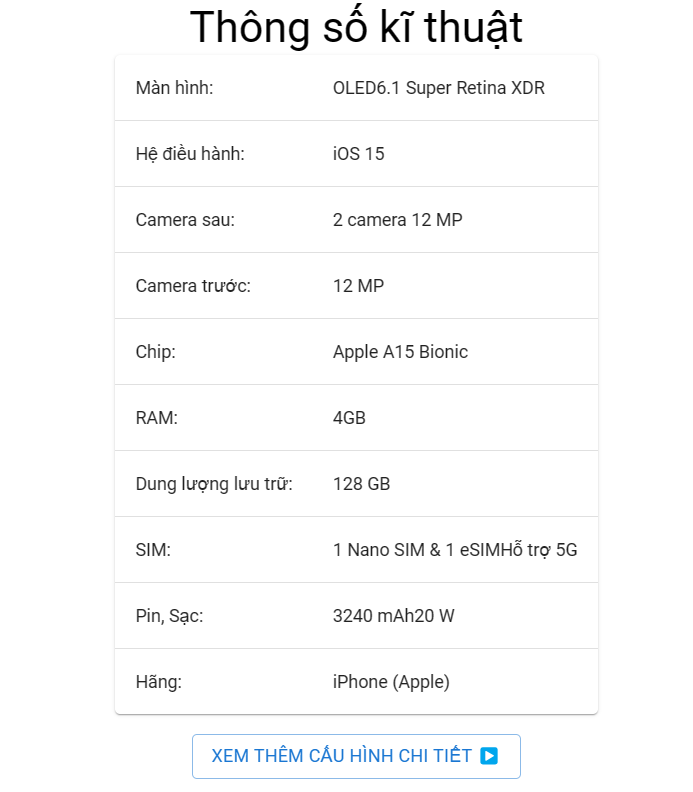 Thông số kĩ thuật
Màn hình: OLED6.1 Super Retina XDR
Hệ điều hành: iOS 15
Camera sau: 2 camera 12 MP
Camera trước: 12 MP
Chip: Apple A15 Bionic
RAM: 4GB
Dung lượng lưu trữ: 128 GB
SIM: 1 Nano SIM & 1 eSIMHỗ trợ 5G
Pin, Sạc: 3240 mAh20 W
Hãng: iPhone (Apple)
XEM THÊM CẤU HÌNH CHI TIẾT